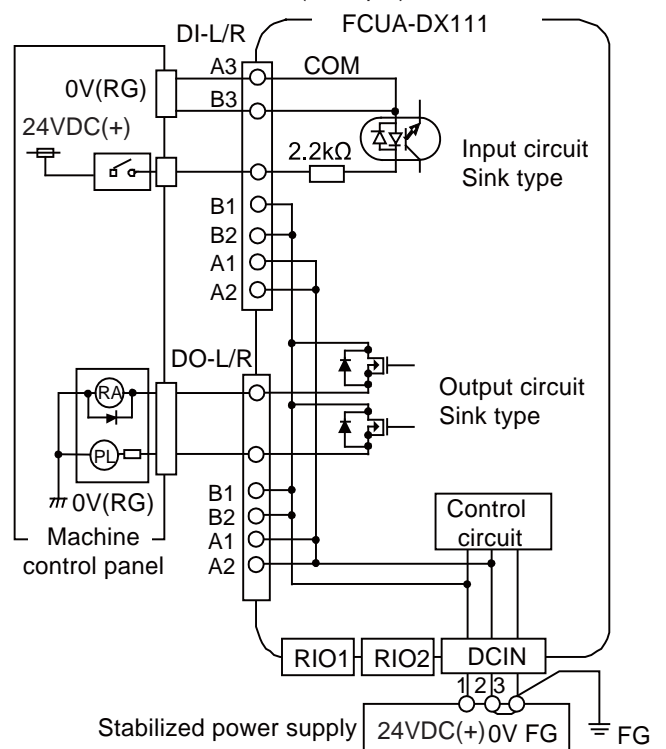 FCUA-DX111
DI-L/R
A3
COM
0V(RG)
B3
24VDC(+)
2.2kΩ
Input circuit
Sink type
B1
B2
A1
A2
DO-L/R
RA
Output circuit
Sink type
PL
B1
0V(RG)
B2
Control
circuit
Machine
control panel
A1
A2
RIO1
RIO2
DCIN
1 2 3
Stabilized power supply
24VDC(+) 0V FG
FG